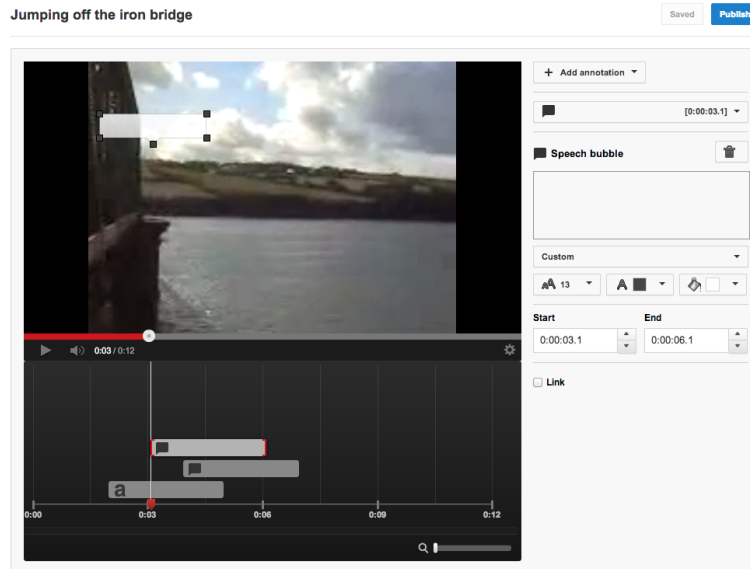 Jumping off the iron bridge
Saved
Publish
+ Add annotation
[0:00:03.1]
Speech bubble
Custom
AA 13
A
Start
End
0:00:03.1
0:00:06.1
Link
0:03 / 0:12
a
0:00
0:03
0:06
0:09
0:12